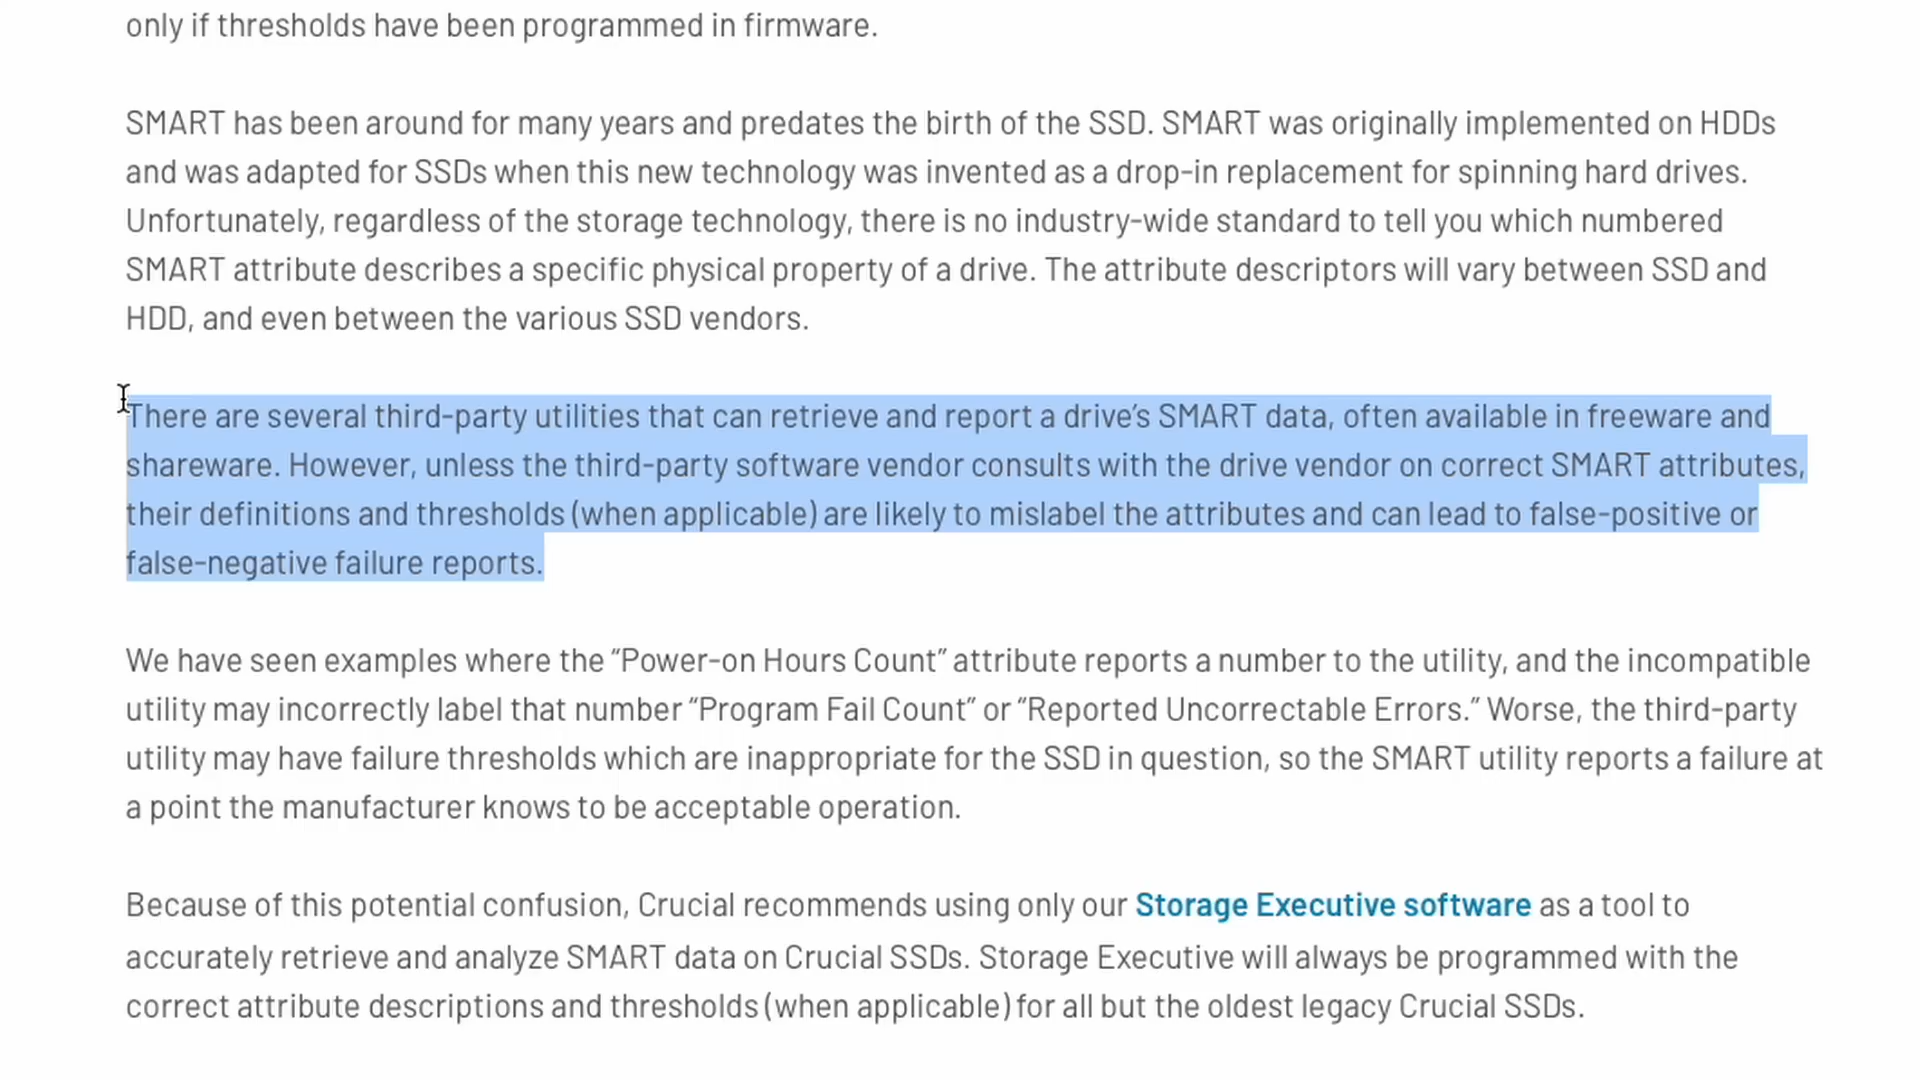 only if thresholds have been programmed in firmware.
SMART has been around for many years and predates the birth of the SSD. SMART was originally implemented on HDDs
and was adapted for SSDs when this new technology was invented as a drop-in replacement for spinning hard drives.
Unfortunately, regardless of the storage technology, there is no industry-wide standard to tell you which numbered
SMART attribute describes a specific physical property of a drive. The attribute descriptors will vary between SSD and
HDD, and even between the various SSD vendors.
There are several third-party utilities that can retrieve and report a drive’s SMART data, often available in freeware and
shareware. However, unless the third-party software vendor consults with the drive vendor on correct SMART attributes,
their definitions and thresholds (when applicable) are likely to mislabel the attributes and can lead to false-positive or
false-negative failure reports.
We have seen examples where the “Power-on Hours Count” attribute reports a number to the utility, and the incompatible
utility may incorrectly label that number “Program Fail Count” or “Reported Uncorrectable Errors.” Worse, the third-party
utility may have failure thresholds which are inappropriate for the SSD in question, so the SMART utility reports a failure at
a point the manufacturer knows to be acceptable operation.
Because of this potential confusion, Crucial recommends using only our Storage Executive software as a tool to
accurately retrieve and analyze SMART data on Crucial SSDs. Storage Executive will always be programmed with the
correct attribute descriptions and thresholds (when applicable) for all but the oldest legacy Crucial SSDs.